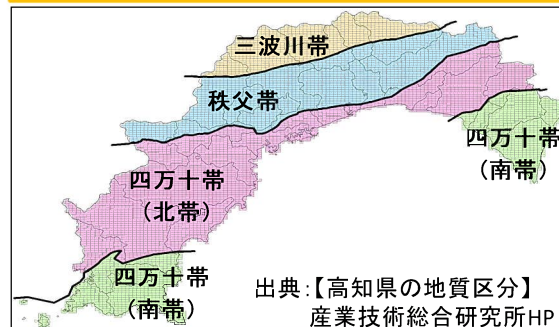 三波川帯
秩父帯
四万十帯
（南帯）
四万十帯
（北帯）
四万十帯
（南帯）
出典：【高知県の地質区分】
産業技術総合研究所HP